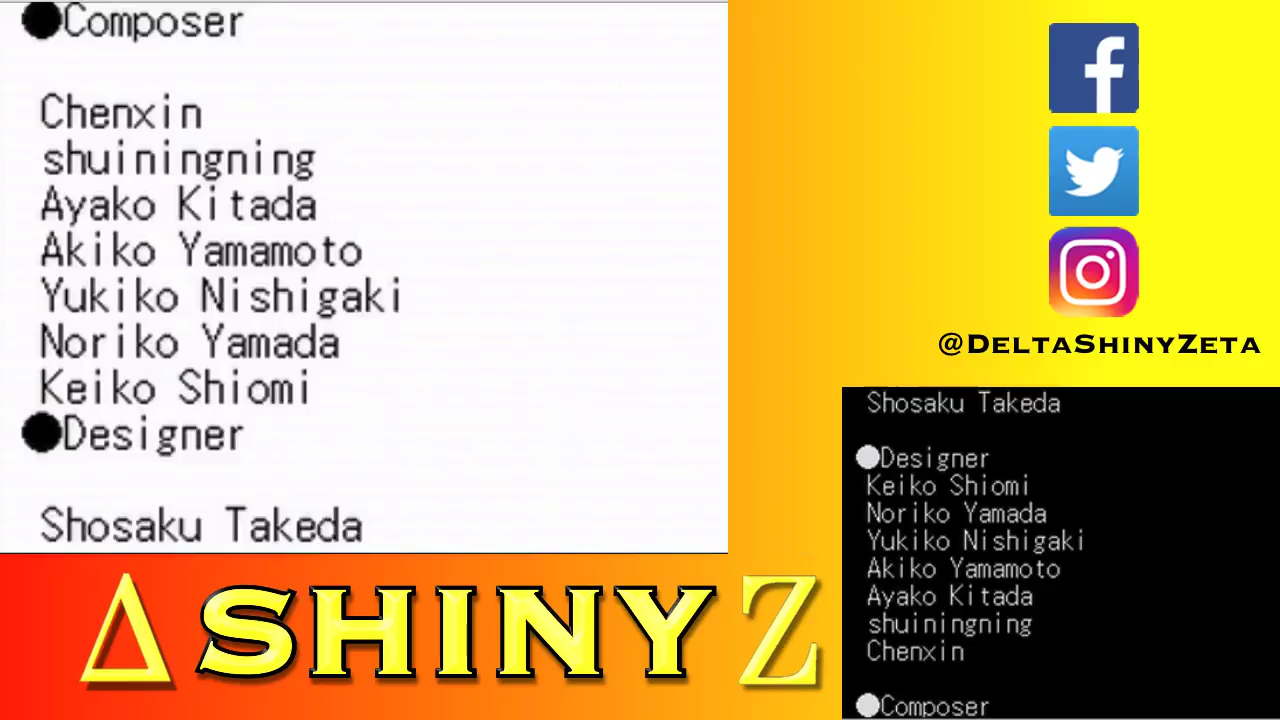 ●Composer
Chenxin
shuiningning
Ayako Kitada
Akiko Yamamoto
Yukiko Nishigaki
Noriko Yamada
Keiko Shiomi
●Designer
Shosaku Takeda
@DeltaShinyZeta
Shosaku Takeda
●Designer
Keiko Shiomi
Noriko Yamada
Yukiko Nishigaki
Akiko Yamamoto
Ayako Kitada
shuiningning
Chenxin
●Composer
Δ SHINY Z